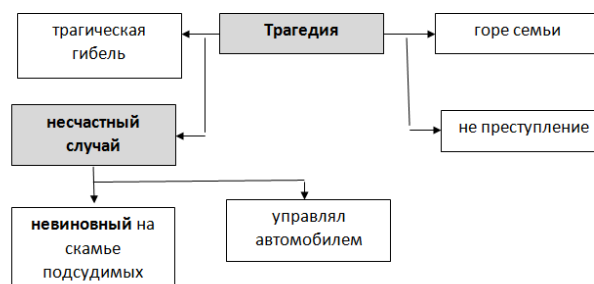 трагическая
гибель
Трагедия
горе семьи
несчастный
случай
не преступление
невиновный на
скамье
подсудимых
управлял
автомобилем